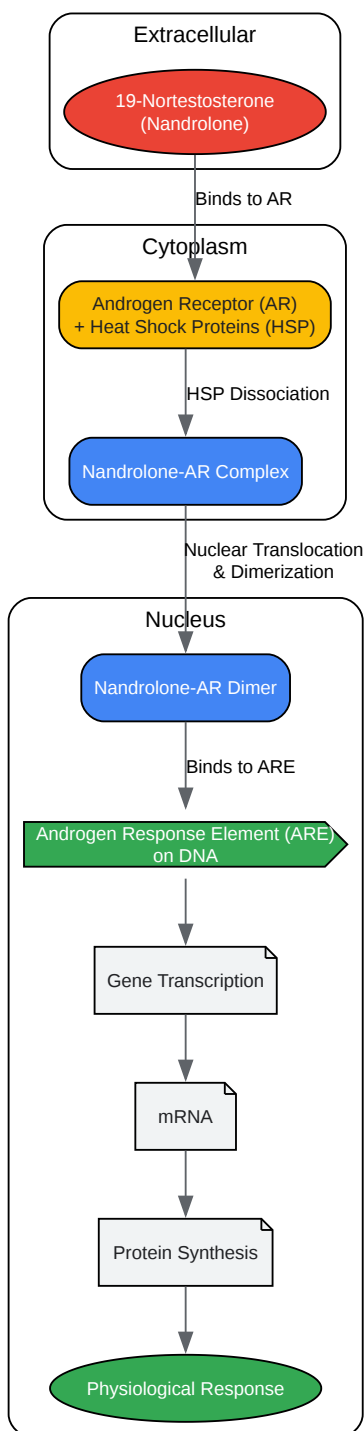 Extracellular
19-Nortestosterone
(Nandrolone)
Binds to AR
Cytoplasm
Androgen Receptor (AR)
+ Heat Shock Proteins (HSP)
HSP Dissociation
Nandrolone-AR Complex
Nuclear Translocation
& Dimerization
Nucleus
Nandrolone-AR Dimer
Binds to ARE
Androgen Response Element (ARE)
on DNA
Gene Transcription
mRNA
Protein Synthesis
Physiological Response